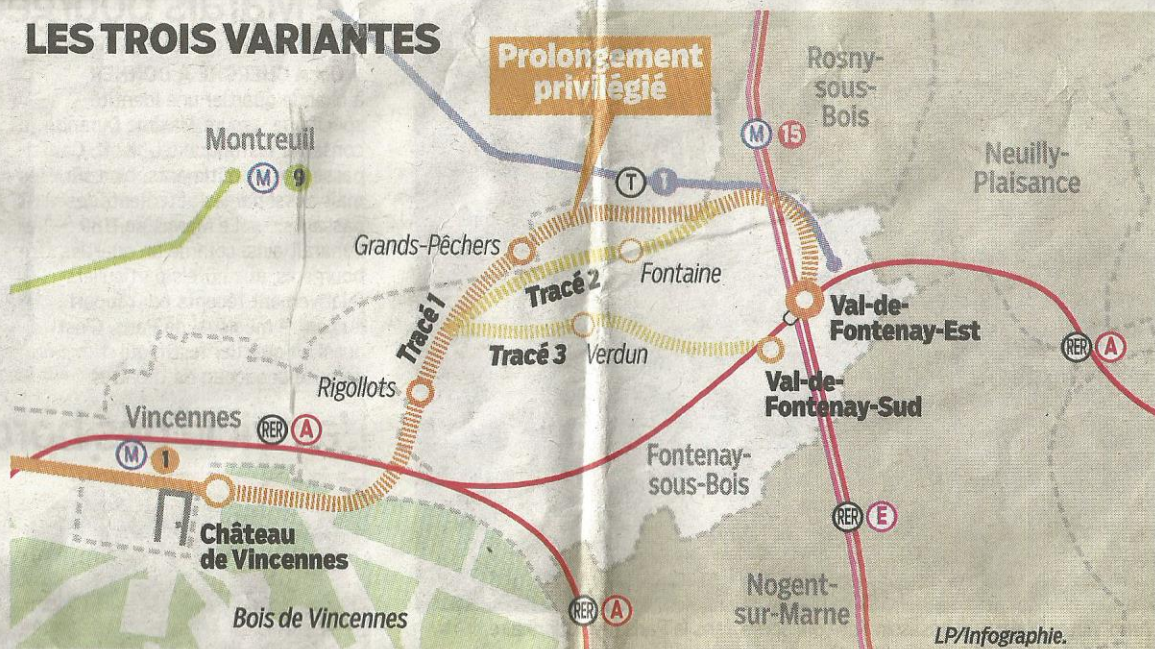 LES TROIS VARIANTES
Prolongement
privilégié
Rosny-
sous-
Bois
M 15
Montreuil
M 9
Neuilly-
Plaisance
T 1
Grands-Pêchers
Fontaine
Tracé 2
Tracé 1
Tracé 3
Verdun
Val-de-
Fontenay-Est
RER A
Rigollots
Val-de-
Fontenay-Sud
Vincennes
RER A
M 1
Fontenay-
sous-Bois
RER E
Château
de Vincennes
Bois de Vincennes
RER A
Nogent-
sur-Marne
LP/Infographie.